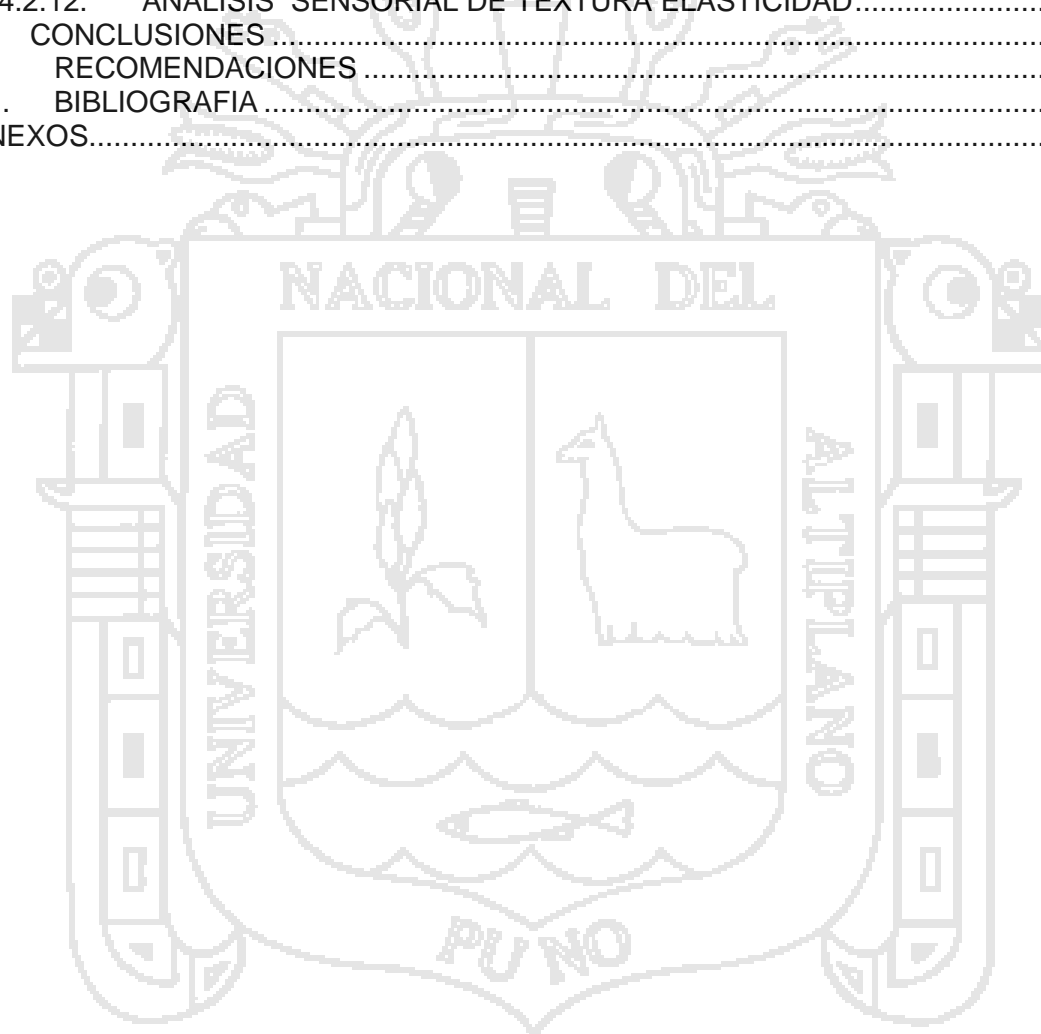 4.2.12. ANALISIS SENSORIAL DE TEXTURA ELASTICIDAD....................
CONCLUSIONES....................
RECOMENDACIONES....................
. BIBLIOGRAFIA....................
NEXOS....................
NACIONAL DEL
UNIVERSIDAD
ALTIPLANO
PUNO